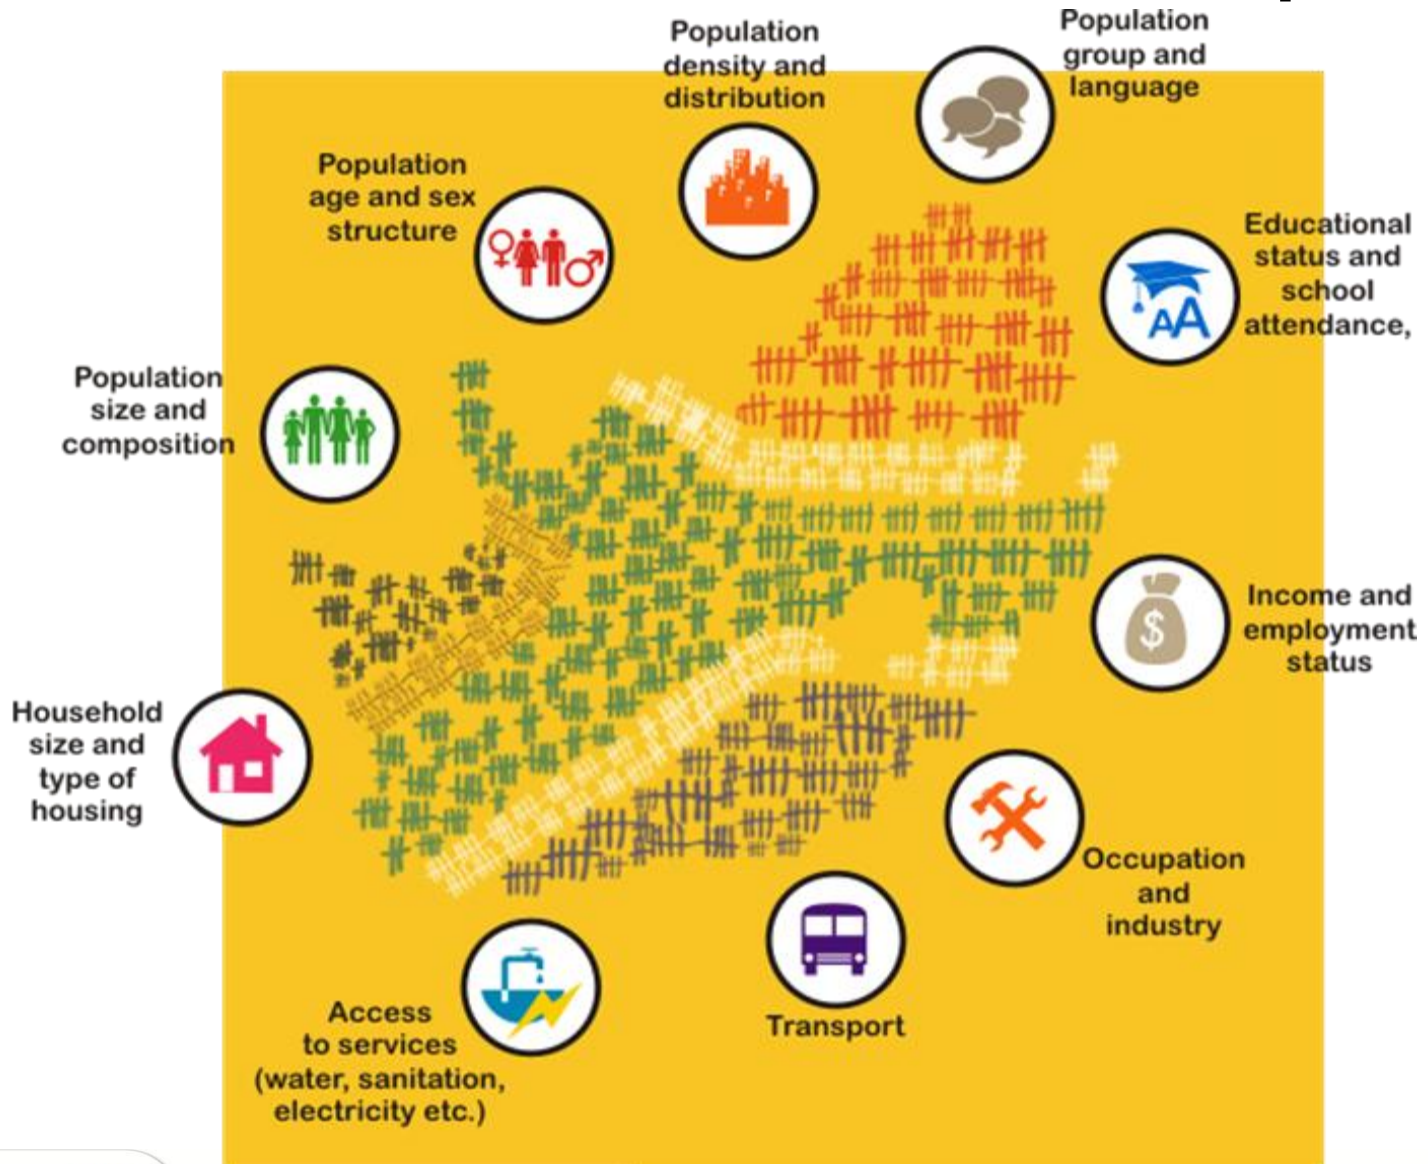 Population
density and
distribution
Population
group and
language
Population
age and sex
structure
Educational
status and
school
attendance,
Population
size and
composition
Income and
employment
status
Household
size and
type of
housing
Occupation
and
industry
Transport
Access
to services
(water, sanitation,
electricity etc.)
AA
$